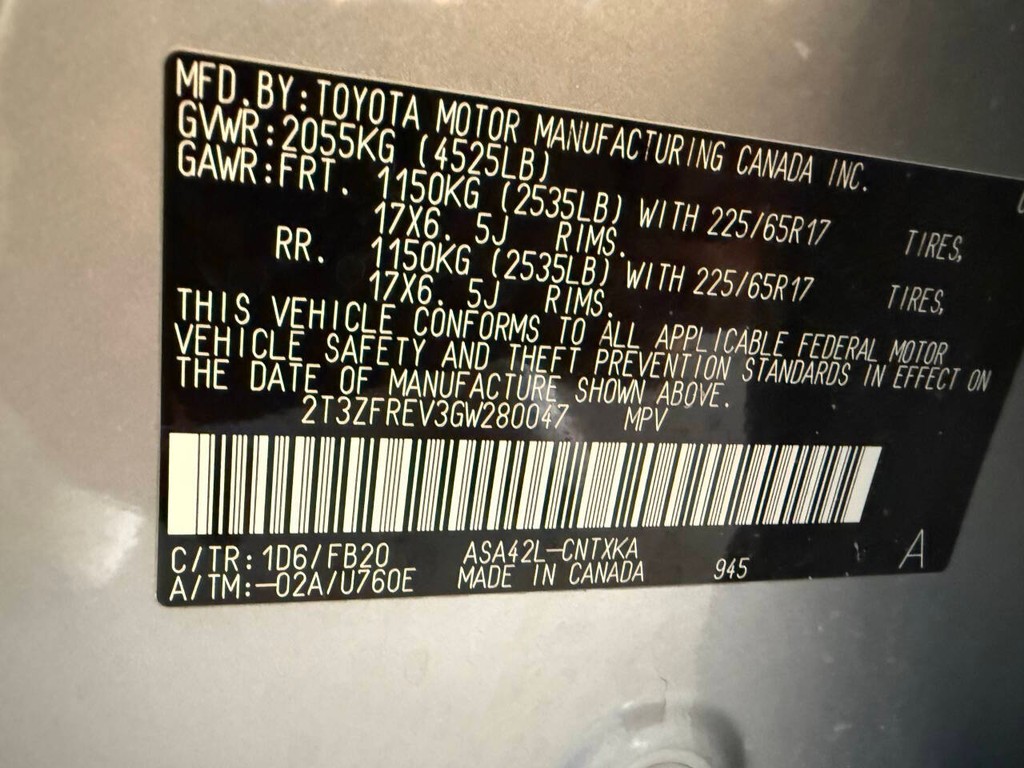 MFD.BY:TOYOTA MOTOR MANUFACTURING CANADA INC.
GVWR:2055KG (4525LB)
GAWR:FRT. 1150KG (2535LB) WITH 225/65R17 TIRES,
17X6. 5J RIMS.
RR. 1150KG (2535LB) WITH 225/65R17 TIRES,
17X6. 5J RIMS.
THIS VEHICLE CONFORMS TO ALL APPLICABLE FEDERAL MOTOR
VEHICLE SAFETY AND THEFT PREVENTION STANDARDS IN EFFECT ON
THE DATE OF MANUFACTURE SHOWN ABOVE.
2T3ZFREV3GW280047 MPV
C/TR:1D6/FB20 ASA42L-CNTXKA A
A/TM:-02A/U760E MADE IN CANADA 945